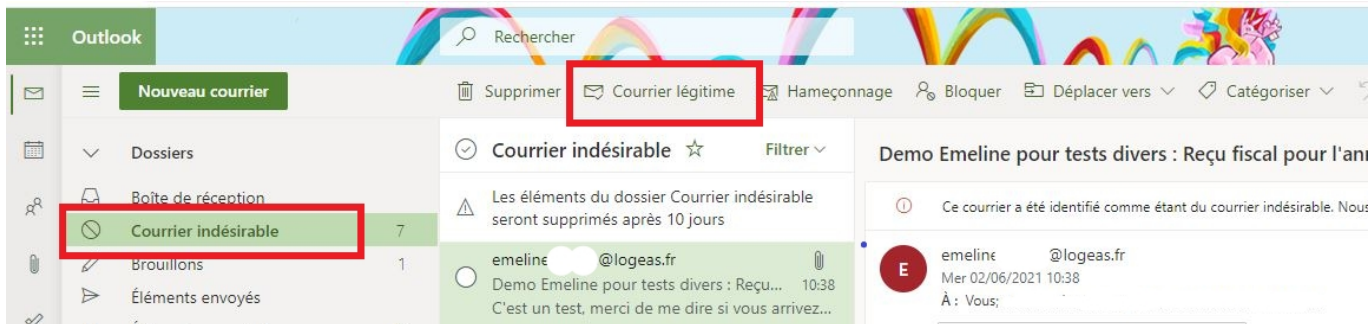 Outlook
Rechercher
Nouveau courrier
Supprimer Courrier légitime Hameçonnage Bloquer Déplacer vers Catégoriser
Dossiers
Boîte de réception
Courrier indésirable 7
Brouillons 1
Éléments envoyés
Courrier indésirable Filtrer
Les éléments du dossier Courrier indésirable
seront supprimés après 10 jours
emeline @logeas.fr
Demo Emeline pour tests divers : Reçu... 10:38
C'est un test, merci de me dire si vous arrivez...
Demo Emeline pour tests divers : Reçu fiscal pour l'ann
Ce courrier a été identifié comme étant du courrier indésirable. Nous
E
emeline @logeas.fr
Mer 02/06/2021 10:38
À : Vous;